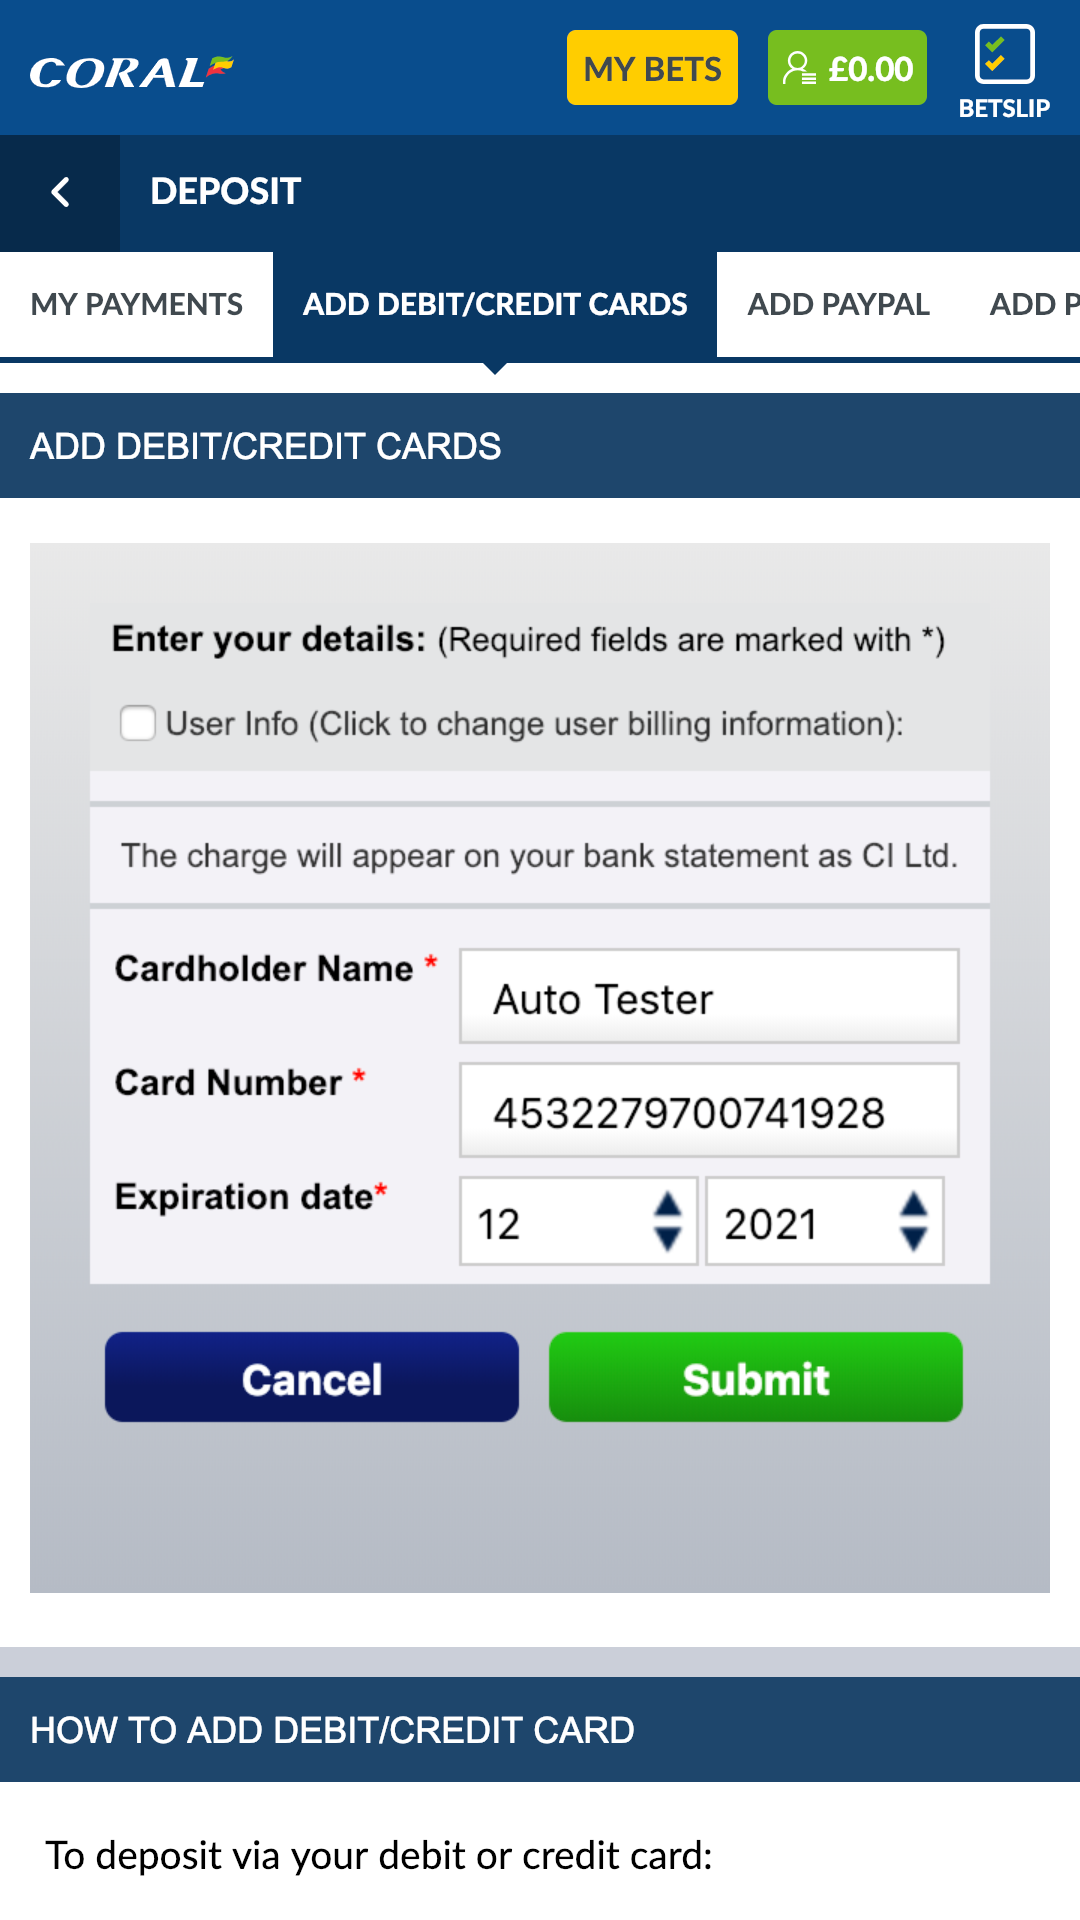 CORAL
MY BETS
£0.00
BETSLIP
DEPOSIT
MY PAYMENTS
ADD DEBIT/CREDIT CARDS
ADD PAYPAL
ADD P
ADD DEBIT/CREDIT CARDS
Enter your details: (Required fields are marked with *)
User Info (Click to change user billing information):
The charge will appear on your bank statement as CI Ltd.
Cardholder Name *
Auto Tester
Card Number *
4532279700741928
Expiration date*
12
2021
Cancel
Submit
HOW TO ADD DEBIT/CREDIT CARD
To deposit via your debit or credit card: